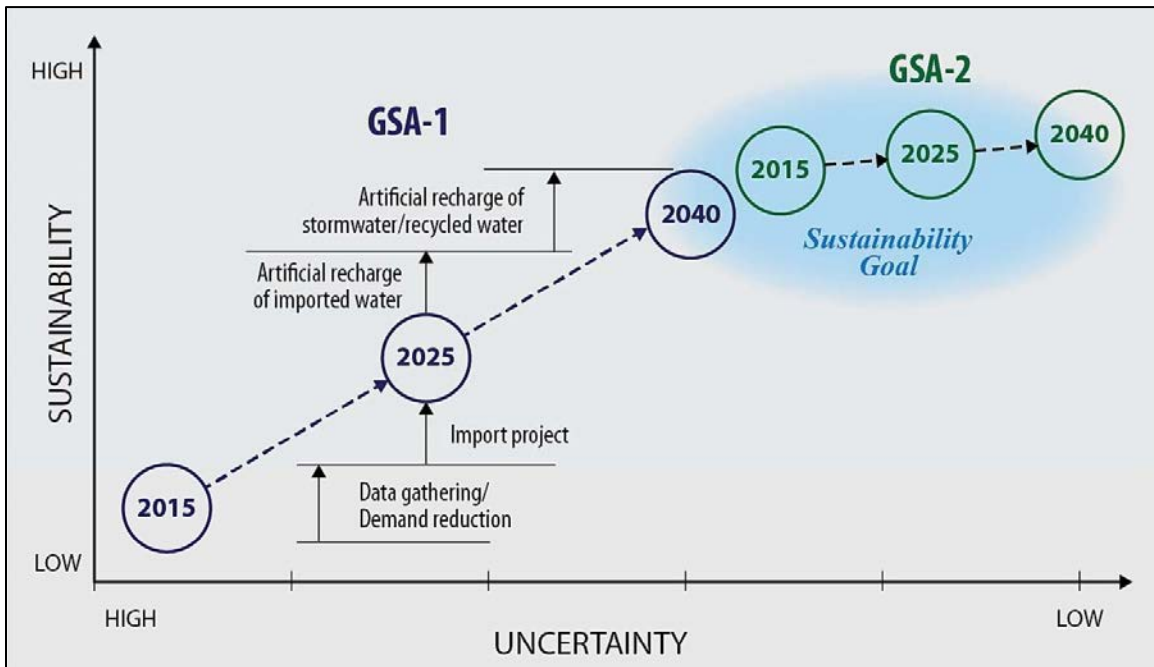 HIGH
SUSTAINABILITY
LOW
GSA-1
GSA-2
2015
2025
2040
2015
2025
2040
Artificial recharge of
stormwater/recycled water
Artificial recharge
of imported water
Import project
Data gathering/
Demand reduction
Sustainability
Goal
HIGH
UNCERTAINTY
LOW